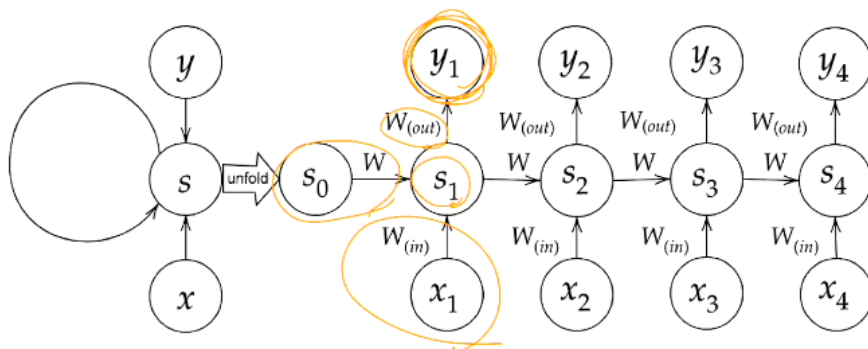 y y₁ y₂ y₃ y₄
W₍out₎ W₍out₎ W₍out₎ W₍out₎
s unfold s₀ W s₁ W s₂ W s₃ W s₄
W₍in₎ W₍in₎ W₍in₎ W₍in₎
x x₁ x₂ x₃ x₄